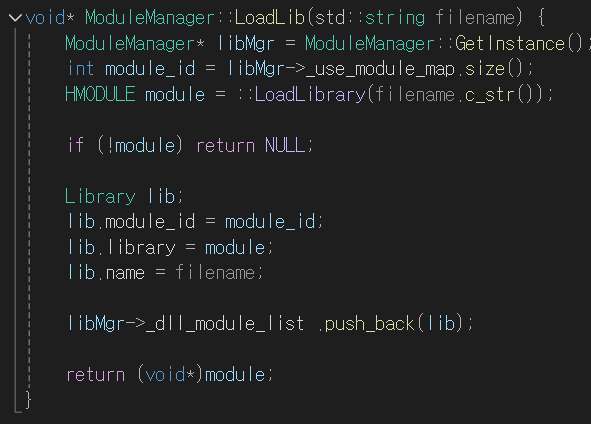 void* ModuleManager::LoadLib(std::string filename) {
ModuleManager* libMgr = ModuleManager::GetInstance();
int module_id = libMgr->_use_module_map.size();
HMODULE module = ::LoadLibrary(filename.c_str());
if (!module) return NULL;
Library lib;
lib.module_id = module_id;
lib.library = module;
lib.name = filename;
libMgr->_dll_module_list .push_back(lib);
return (void*)module;
}